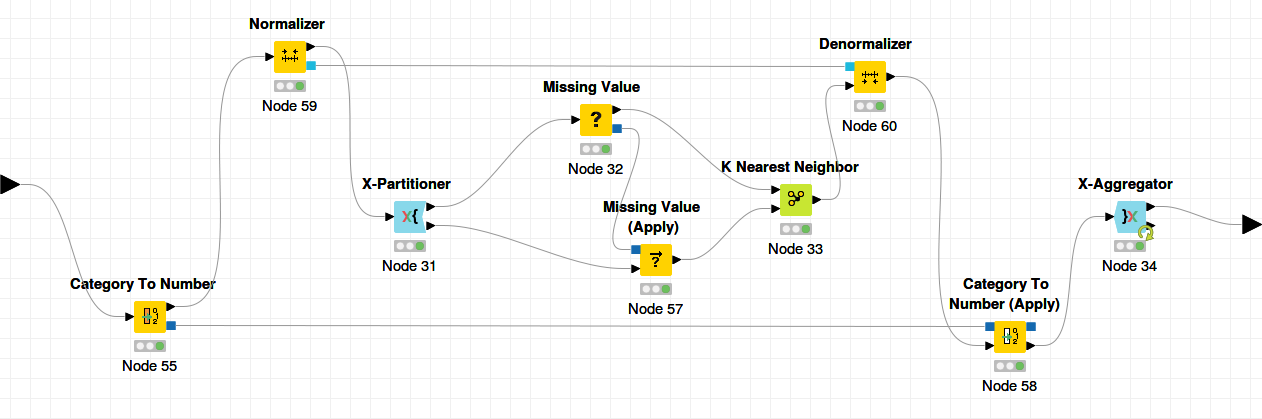 Normalizer
Node 59
Denormalizer
Node 60
Missing Value
?
Node 32
K Nearest Neighbor
Node 33
X-Partitioner
X{
Node 31
Missing Value
(Apply)
?
Node 57
X-Aggregator
}X
Node 34
Category To Number
Node 55
Category To
Number (Apply)
Node 58